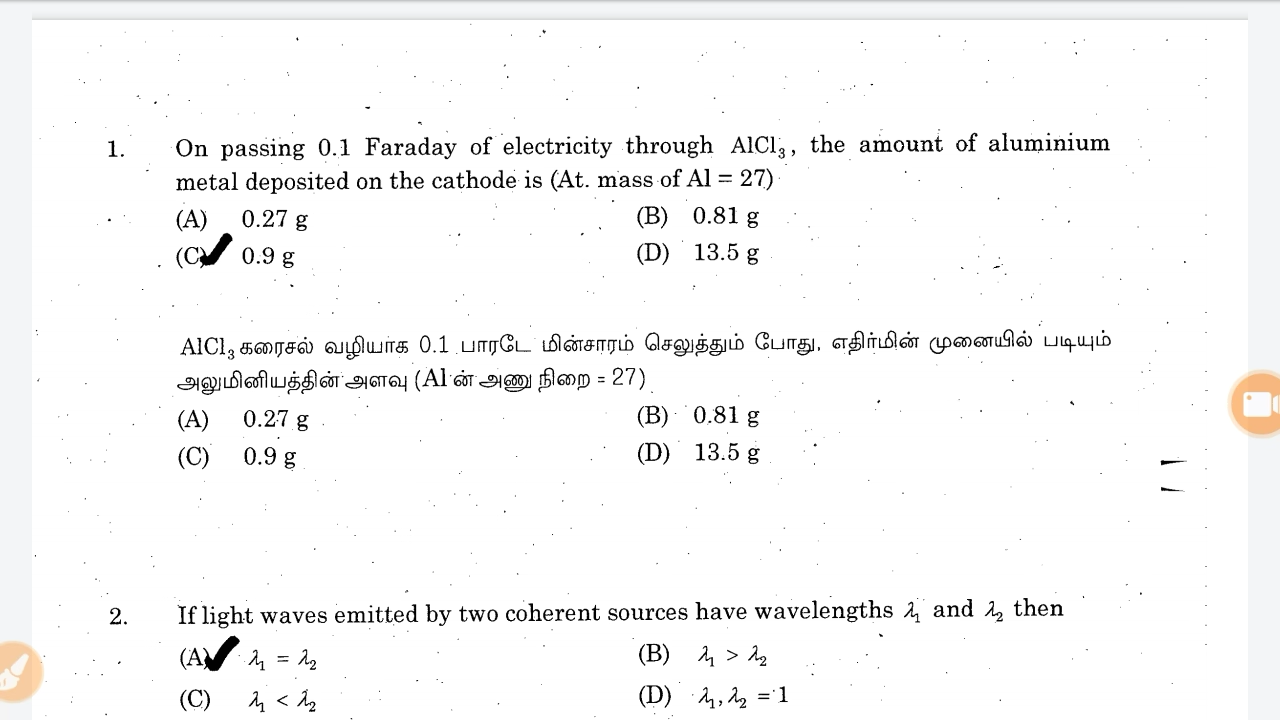 1. On passing 0.1 Faraday of electricity through AlCl₃, the amount of aluminium
metal deposited on the cathode is (At. mass of Al = 27)
(A) 0.27 g (B) 0.81 g
(C) 0.9 g (D) 13.5 g
AlCl₃ கரைசல் வழியாக 0.1 பாரடே மின்சாரம் செலுத்தும் போது, எதிர்மின் முனையில் படியும்
அலுமினியத்தின் அளவு (Al ன் அணு நிறை = 27)
(A) 0.27 g (B) 0.81 g
(C) 0.9 g (D) 13.5 g
2. If light waves emitted by two coherent sources have wavelengths λ₁ and λ₂ then
(A) λ₁ = λ₂ (B) λ₁ > λ₂
(C) λ₁ < λ₂ (D) λ₁, λ₂ = 1